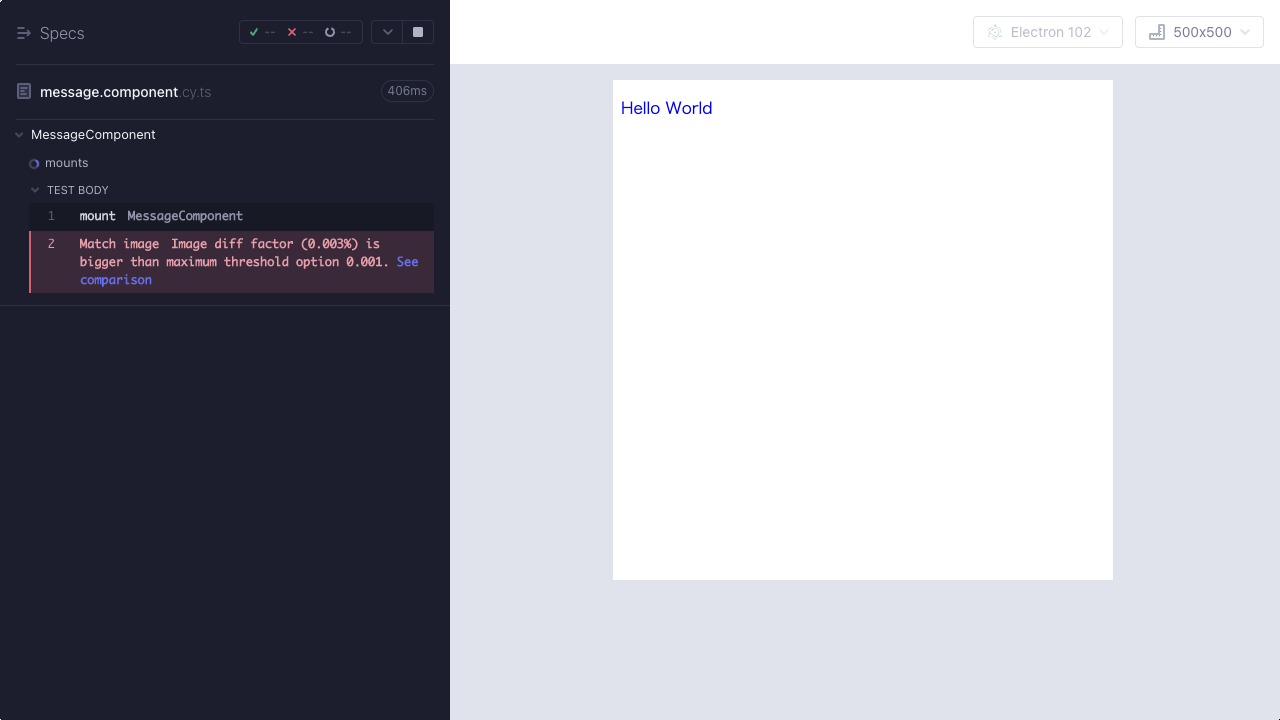 Specs
-- -- --
message.component.cy.ts
406ms
MessageComponent
mounts
TEST BODY
1 mount MessageComponent
2 Match image Image diff factor (0.003%) is
bigger than maximum threshold option 0.001. See
comparison
Electron 102
500x500
Hello World